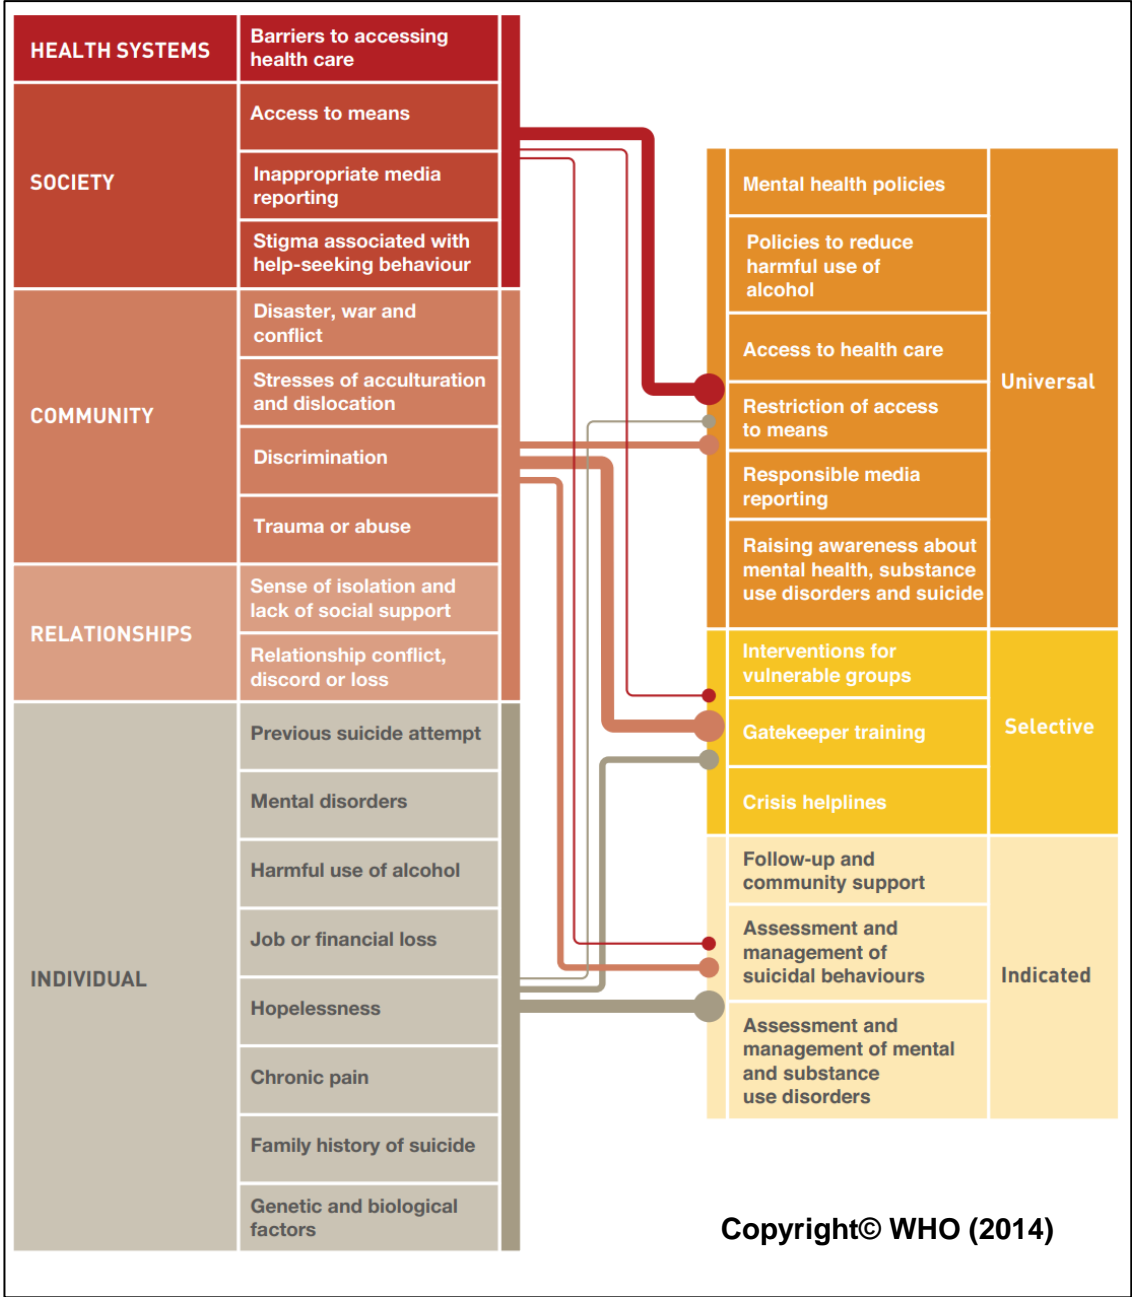 HEALTH SYSTEMS
Barriers to accessing
health care
SOCIETY
Access to means
Inappropriate media
reporting
Stigma associated with
help-seeking behaviour
COMMUNITY
Disaster, war and
conflict
Stresses of acculturation
and dislocation
Discrimination
Trauma or abuse
RELATIONSHIPS
Sense of isolation and
lack of social support
Relationship conflict,
discord or loss
INDIVIDUAL
Previous suicide attempt
Mental disorders
Harmful use of alcohol
Job or financial loss
Hopelessness
Chronic pain
Family history of suicide
Genetic and biological
factors
Mental health policies
Policies to reduce
harmful use of
alcohol
Access to health care
Restriction of access
to means
Responsible media
reporting
Raising awareness about
mental health, substance
use disorders and suicide
Universal
Interventions for
vulnerable groups
Gatekeeper training
Crisis helplines
Selective
Follow-up and
community support
Assessment and
management of
suicidal behaviours
Assessment and
management of mental
and substance
use disorders
Indicated
Copyright© WHO (2014)